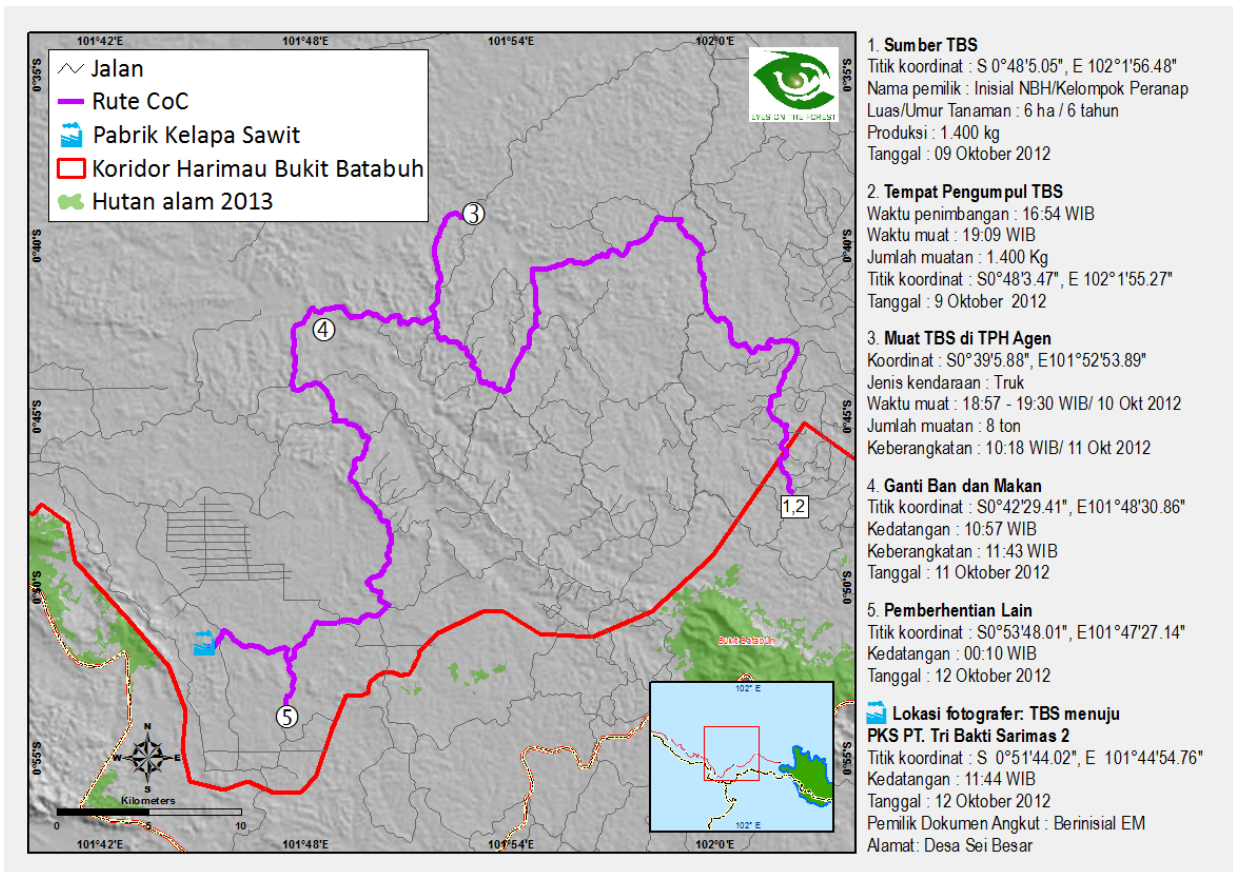 101°42'E
101°48'E
101°54'E
102°0'E
0°35'S
0°35'S
Jalan
Rute CoC
Pabrik Kelapa Sawit
Koridor Harimau Bukit Batabuh
Hutan alam 2013
EYES ON THE FOREST
3
0°40'S
0°40'S
4
0°45'S
0°45'S
1,2
0°50'S
0°50'S
Bukit Batabuh
5
102° E
N
W
E
S
0°55'S
0°55'S
Kilometers
0
5
10
102° E
101°42'E
101°48'E
101°54'E
102°0'E
1. Sumber TBS
Titik koordinat : S 0°48'5.05", E 102°1'56.48"
Nama pemilik : Inisial NBH/Kelompok Peranap
Luas/Umur Tanaman : 6 ha / 6 tahun
Produksi : 1.400 kg
Tanggal : 09 Oktober 2012
2. Tempat Pengumpul TBS
Waktu penimbangan : 16:54 WIB
Waktu muat : 19:09 WIB
Jumlah muatan : 1.400 Kg
Titik koordinat : S0°48'3.47", E 102°1'55.27"
Tanggal : 9 Oktober 2012
3. Muat TBS di TPH Agen
Koordinat : S0°39'5.88", E101°52'53.89"
Jenis kendaraan : Truk
Waktu muat : 18:57 - 19:30 WIB/ 10 Okt 2012
Jumlah muatan : 8 ton
Keberangkatan : 10:18 WIB/ 11 Okt 2012
4. Ganti Ban dan Makan
Titik koordinat : S0°42'29.41", E101°48'30.86"
Kedatangan : 10:57 WIB
Keberangkatan : 11:43 WIB
Tanggal : 11 Oktober 2012
5. Pemberhentian Lain
Titik koordinat : S0°53'48.01", E101°47'27.14"
Kedatangan : 00:10 WIB
Tanggal : 12 Oktober 2012
Lokasi fotografer: TBS menuju
PKS PT. Tri Bakti Sarimas 2
Titik koordinat : S 0°51'44.02", E 101°44'54.76"
Kedatangan : 11:44 WIB
Tanggal : 12 Oktober 2012
Pemilik Dokumen Angkut : Berinisial EM
Alamat: Desa Sei Besar